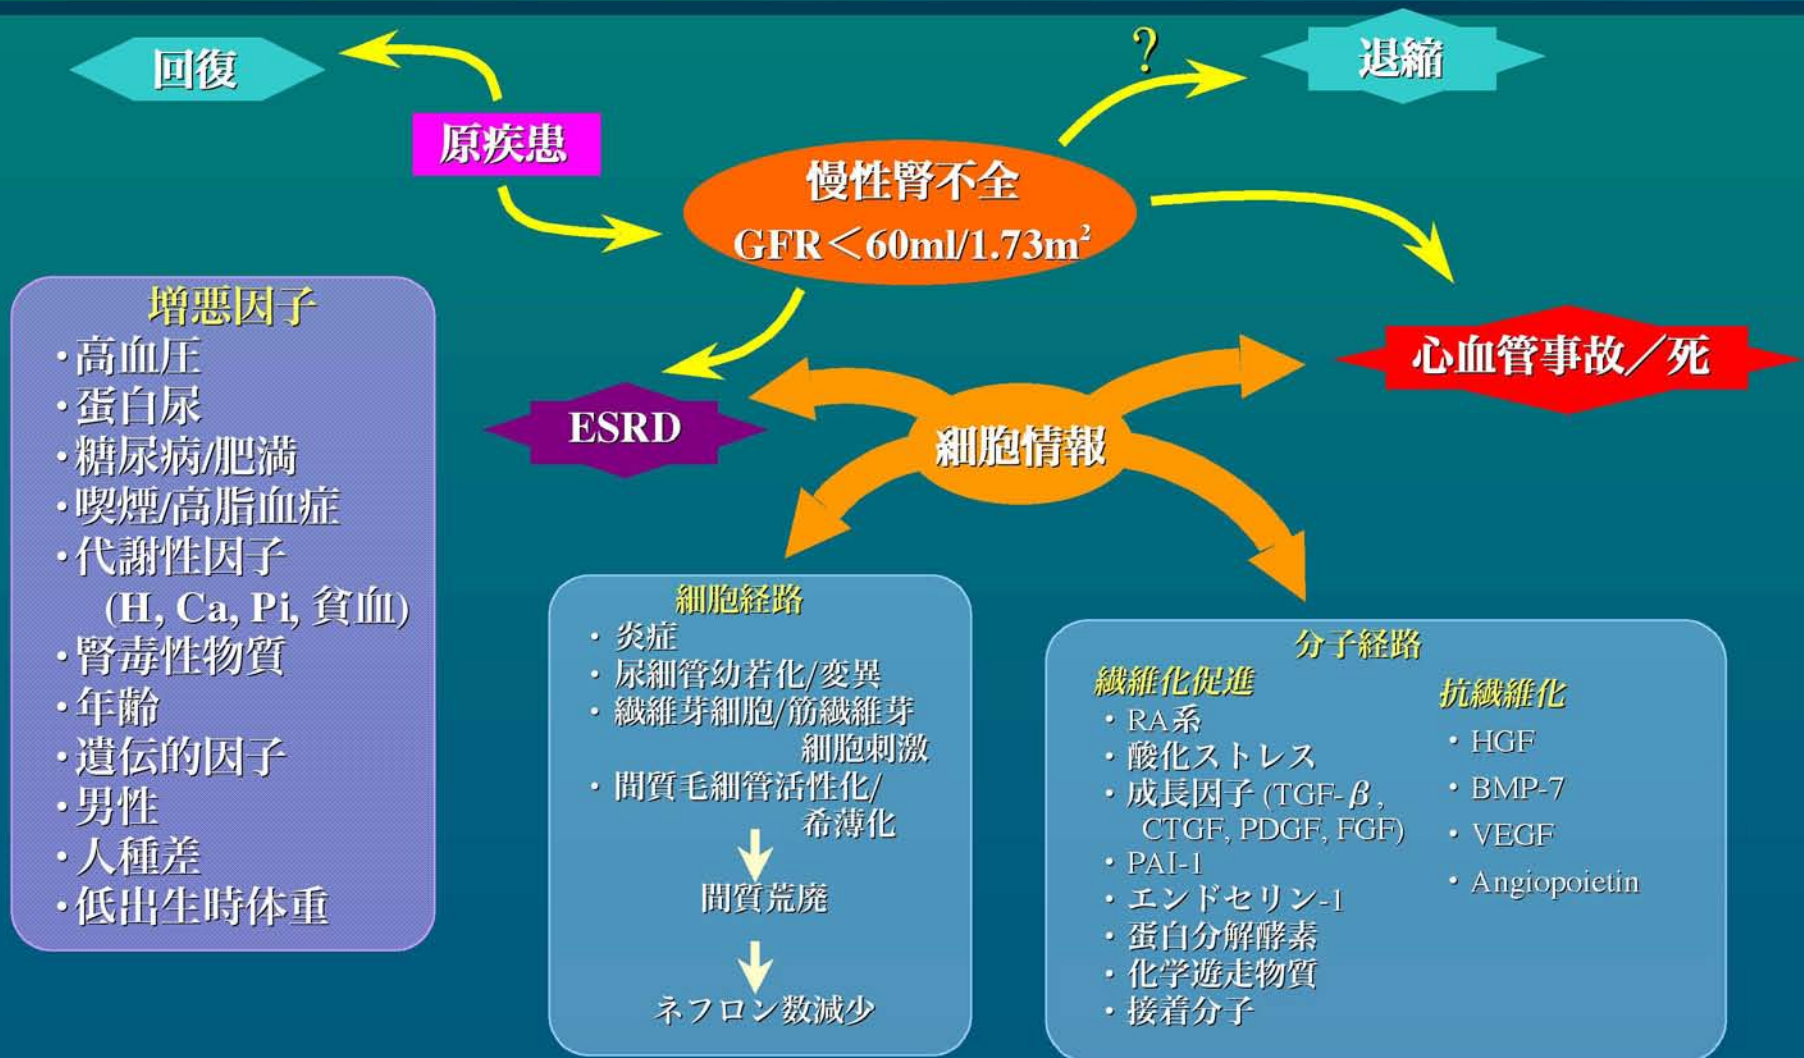 回復
原疾患
?
退縮
慢性腎不全
GFR＜60ml/1.73m²
心血管事故／死
ESRD
細胞情報
増悪因子
・高血圧
・蛋白尿
・糖尿病/肥満
・喫煙/高脂血症
・代謝性因子
(H, Ca, Pi, 貧血)
・腎毒性物質
・年齢
・遺伝的因子
・男性
・人種差
・低出生時体重
細胞経路
・炎症
・尿細管幼若化/変異
・繊維芽細胞/筋繊維芽
細胞刺激
・間質毛細管活性化/
希薄化
間質荒廃
ネフロン数減少
分子経路
繊維化促進
・RA系
・酸化ストレス
・成長因子 (TGF-β,
CTGF, PDGF, FGF)
・PAI-1
・エンドセリン-1
・蛋白分解酵素
・化学遊走物質
・接着分子
抗繊維化
・HGF
・BMP-7
・VEGF
・Angiopoietin